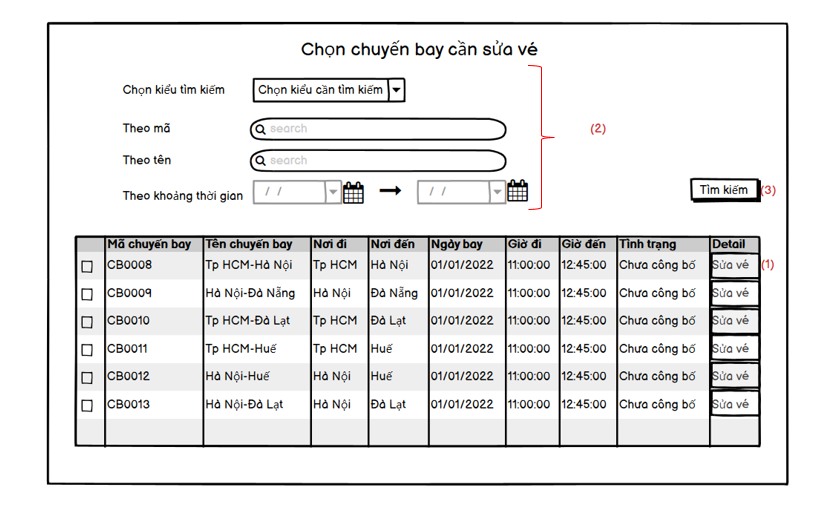 Chọn chuyến bay cần sửa vé
Chọn kiểu tìm kiếm Chọn kiểu cần tìm kiếm
Theo mã search (2)
Theo tên search
Theo khoảng thời gian / / / / Tìm kiếm (3)
Mã chuyến bay Tên chuyến bay Nơi đi Nơi đến Ngày bay Giờ đi Giờ đến Tình trạng Detail
CB0008 Tp HCM-Hà Nội Tp HCM Hà Nội 01/01/2022 11:00:00 12:45:00 Chưa công bố Sửa vé (1)
CB0009 Hà Nội-Đà Nẵng Hà Nội Đà Nẵng 01/01/2022 11:00:00 12:45:00 Chưa công bố Sửa vé
CB0010 Tp HCM-Đà Lạt Tp HCM Đà Lạt 01/01/2022 11:00:00 12:45:00 Chưa công bố Sửa vé
CB0011 Tp HCM-Huế Tp HCM Huế 01/01/2022 11:00:00 12:45:00 Chưa công bố Sửa vé
CB0012 Hà Nội-Huế Hà Nội Huế 01/01/2022 11:00:00 12:45:00 Chưa công bố Sửa vé
CB0013 Hà Nội-Đà Lạt Hà Nội Đà Lạt 01/01/2022 11:00:00 12:45:00 Chưa công bố Sửa vé